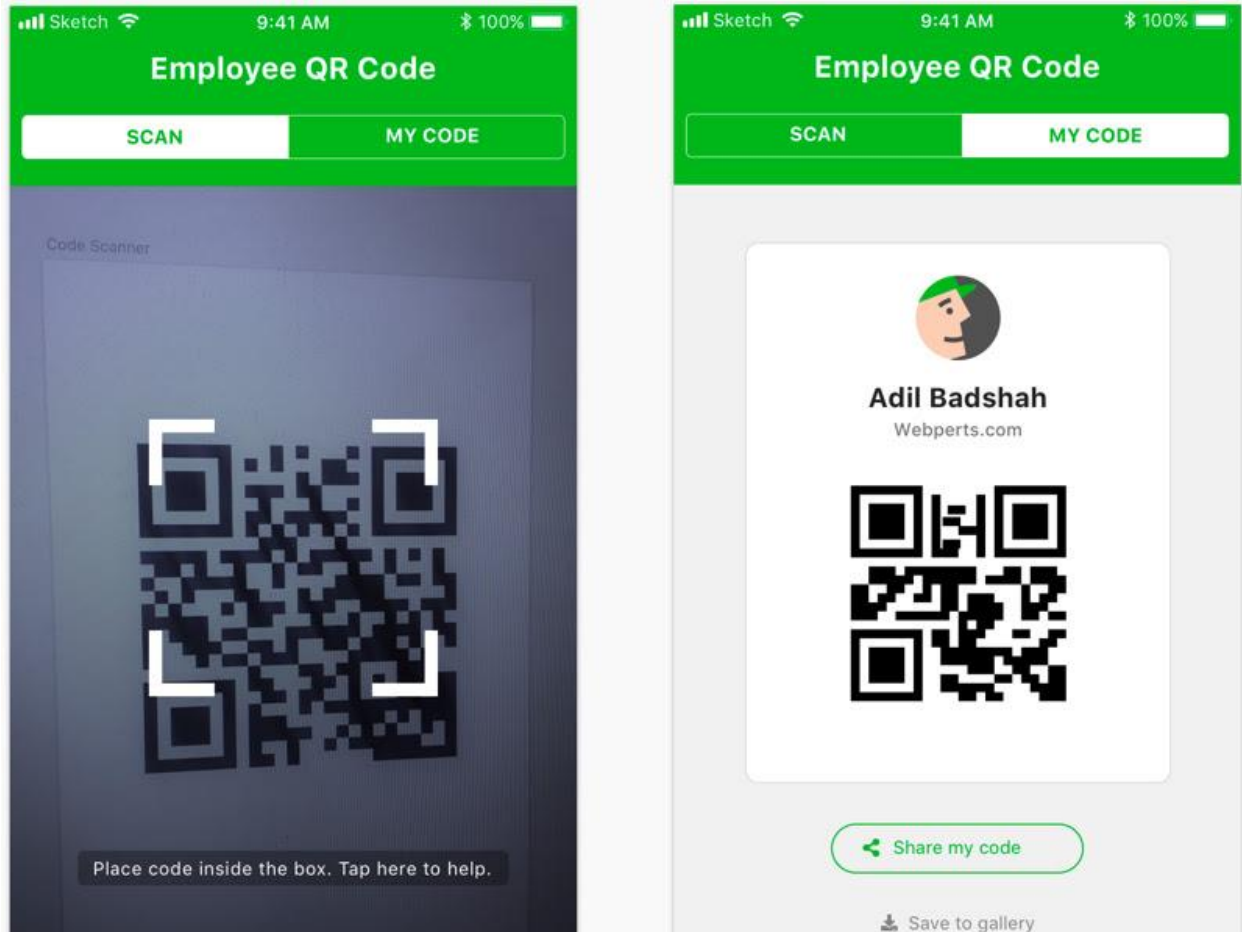 Sketch 9:41 AM 100%
Employee QR Code
SCAN MY CODE
Code Scanner
Place code inside the box. Tap here to help.
Sketch 9:41 AM 100%
Employee QR Code
SCAN MY CODE
Adil Badshah
Webperts.com
Share my code
Save to gallery